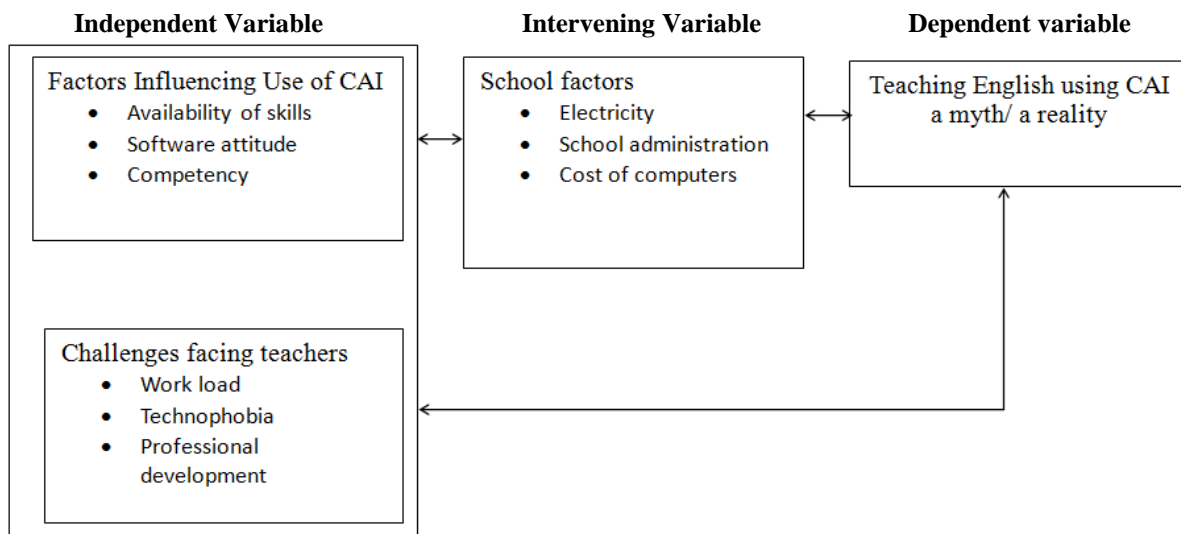 Independent Variable
Intervening Variable
Dependent variable
Factors Influencing Use of CAI
• Availability of skills
• Software attitude
• Competency
School factors
• Electricity
• School administration
• Cost of computers
Teaching English using CAI
a myth/ a reality
Challenges facing teachers
• Work load
• Technophobia
• Professional
development